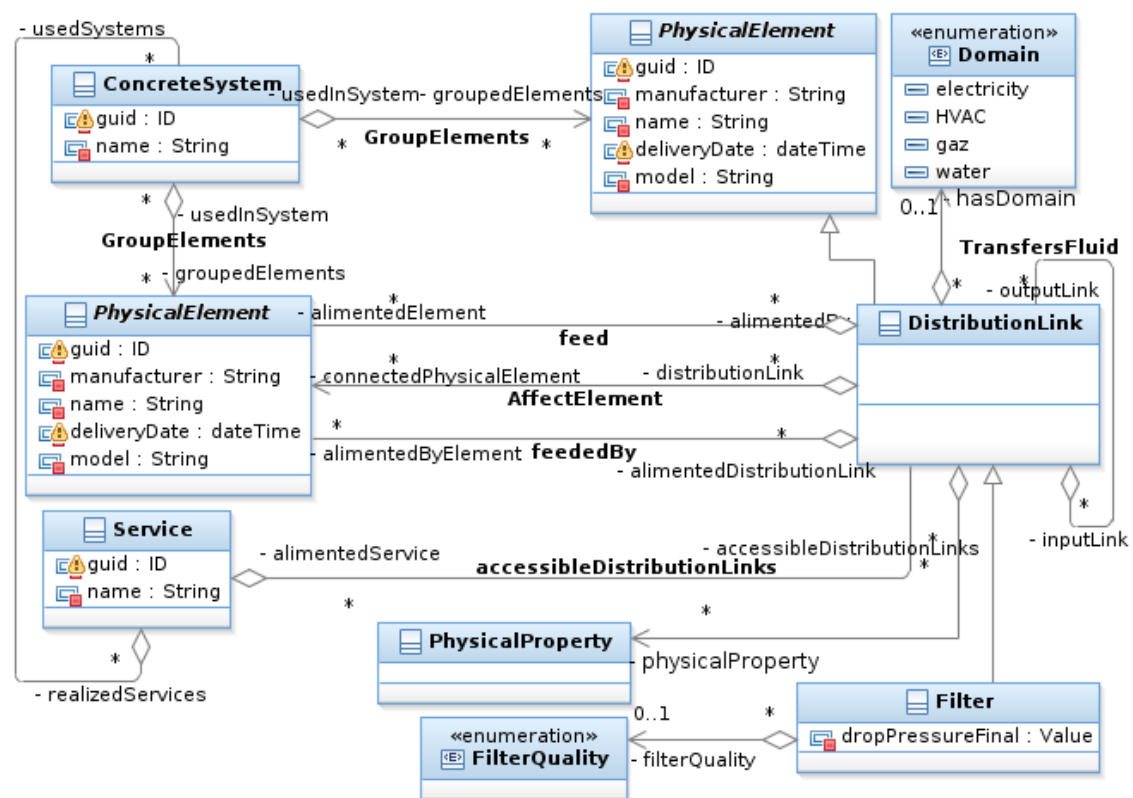 - usedSystems
*
ConcreteSystem
guid : ID
name : String
- usedInSystem
- groupedElements
*
GroupElements
*
PhysicalElement
guid : ID
manufacturer : String
name : String
deliveryDate : dateTime
model : String
«enumeration»
Domain
electricity
HVAC
gaz
water
0..1
- hasDomain
*
- usedInSystem
GroupElements
*
- groupedElements
TransfersFluid
*
*
- outputLink
PhysicalElement
guid : ID
manufacturer : String
name : String
deliveryDate : dateTime
model : String
*
- alimentedElement
feed
*
- alimentedBy
DistributionLink
*
- connectedPhysicalElement
AffectElement
*
- distributionLink
*
- alimentedByElement
feededBy
*
- alimentedDistributionLink
*
- inputLink
Service
guid : ID
name : String
- alimentedService
*
accessibleDistributionLinks
- accessibleDistributionLinks
*
*
*
- realizedServices
PhysicalProperty
*
- physicalProperty
Filter
dropPressureFinal : Value
«enumeration»
FilterQuality
0..1
- filterQuality
*